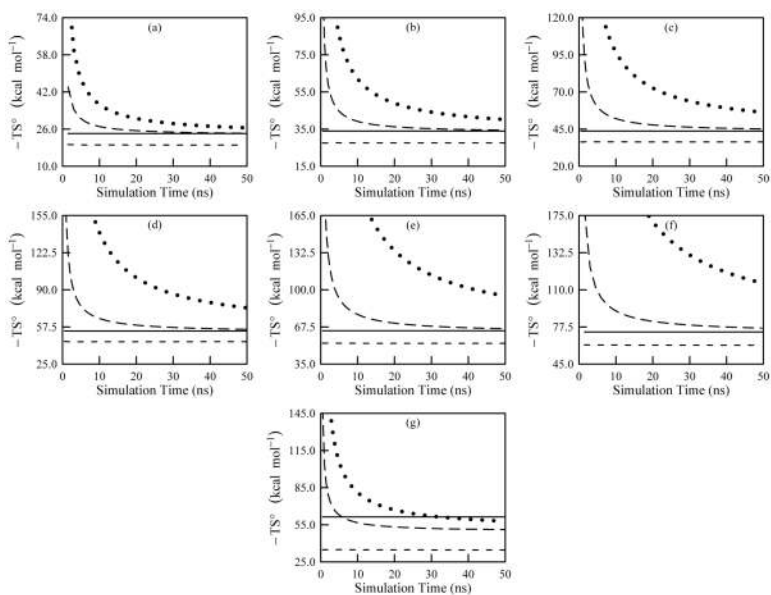 (a)
−TS° (kcal mol⁻¹)
74.0
58.0
42.0
26.0
10.0
0 10 20 30 40 50
Simulation Time (ns)
(b)
−TS° (kcal mol⁻¹)
95.0
75.0
55.0
35.0
15.0
0 10 20 30 40 50
Simulation Time (ns)
(c)
−TS° (kcal mol⁻¹)
120.0
95.0
70.0
45.0
20.0
0 10 20 30 40 50
Simulation Time (ns)
(d)
−TS° (kcal mol⁻¹)
155.0
122.5
90.0
57.5
25.0
0 10 20 30 40 50
Simulation Time (ns)
(e)
−TS° (kcal mol⁻¹)
165.0
132.5
100.0
67.5
35.0
0 10 20 30 40 50
Simulation Time (ns)
(f)
−TS° (kcal mol⁻¹)
175.0
142.5
110.0
77.5
45.0
0 10 20 30 40 50
Simulation Time (ns)
(g)
−TS° (kcal mol⁻¹)
145.0
115.0
85.0
55.0
25.0
0 10 20 30 40 50
Simulation Time (ns)